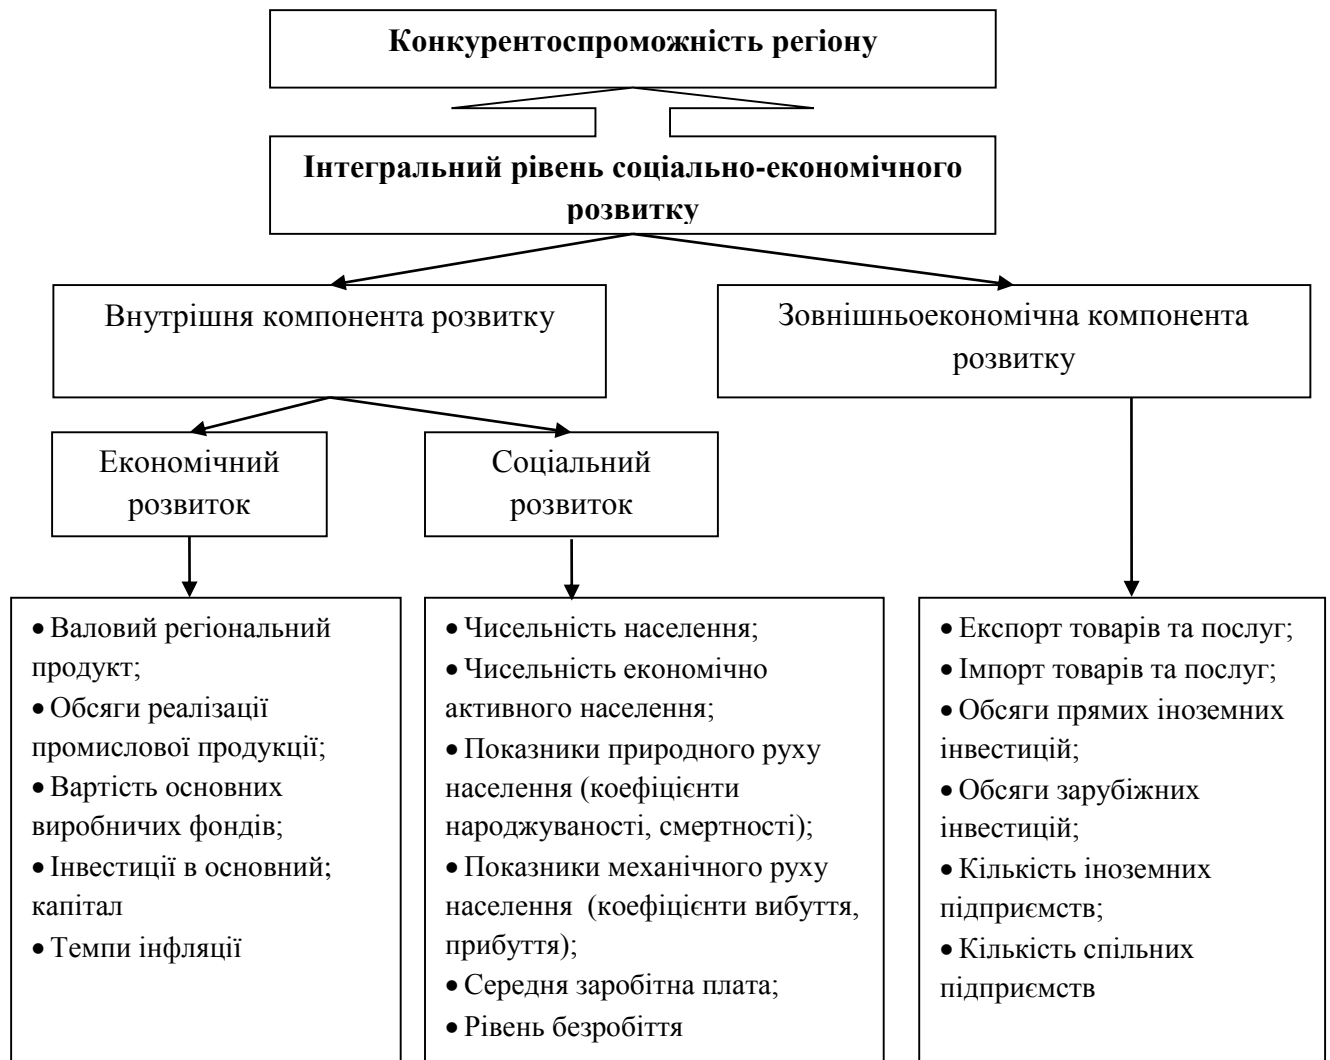 Конкурентоспроможність регіону
Інтегральний рівень соціально-економічного
розвитку
Внутрішня компонента розвитку
Зовнішньоекономічна компонента
розвитку
Економічний
розвиток
Соціальний
розвиток
• Валовий регіональний
продукт;
• Обсяги реалізації
промислової продукції;
• Вартість основних
виробничих фондів;
• Інвестиції в основний;
капітал
• Темпи інфляції
• Чисельність населення;
• Чисельність економічно
активного населення;
• Показники природного руху
населення (коефіцієнти
народжуваності, смертності);
• Показники механічного руху
населення (коефіцієнти вибуття,
прибуття);
• Середня заробітна плата;
• Рівень безробіття
• Експорт товарів та послуг;
• Імпорт товарів та послуг;
• Обсяги прямих іноземних
інвестицій;
• Обсяги зарубіжних
інвестицій;
• Кількість іноземних
підприємств;
• Кількість спільних
підприємств